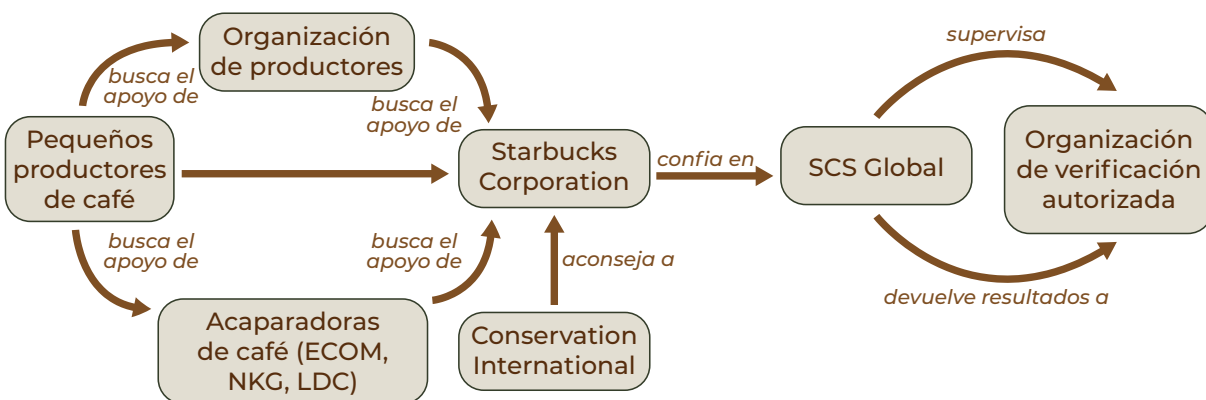 Organización
de productores
supervisa
busca el
apoyo de
busca el
apoyo de
Pequeños
productores
de café
Starbucks
Corporation
confia en
SCS Global
Organización
de verificación
autorizada
busca el
apoyo de
busca el
apoyo de
aconseja a
devuelve resultados a
Acaparadoras
de café (ECOM,
NKG, LDC)
Conservation
International